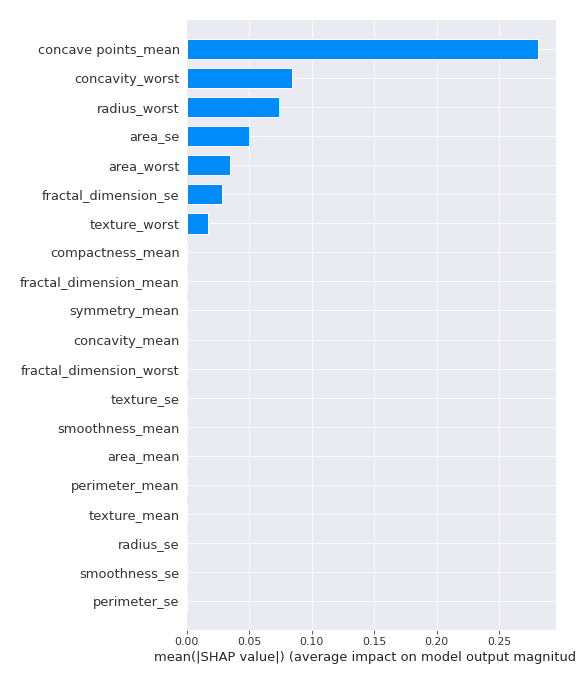 concave points_mean
concavity_worst
radius_worst
area_se
area_worst
fractal_dimension_se
texture_worst
compactness_mean
fractal_dimension_mean
symmetry_mean
concavity_mean
fractal_dimension_worst
texture_se
smoothness_mean
area_mean
perimeter_mean
texture_mean
radius_se
smoothness_se
perimeter_se
0.00 0.05 0.10 0.15 0.20 0.25
mean(|SHAP value|) (average impact on model output magnitud